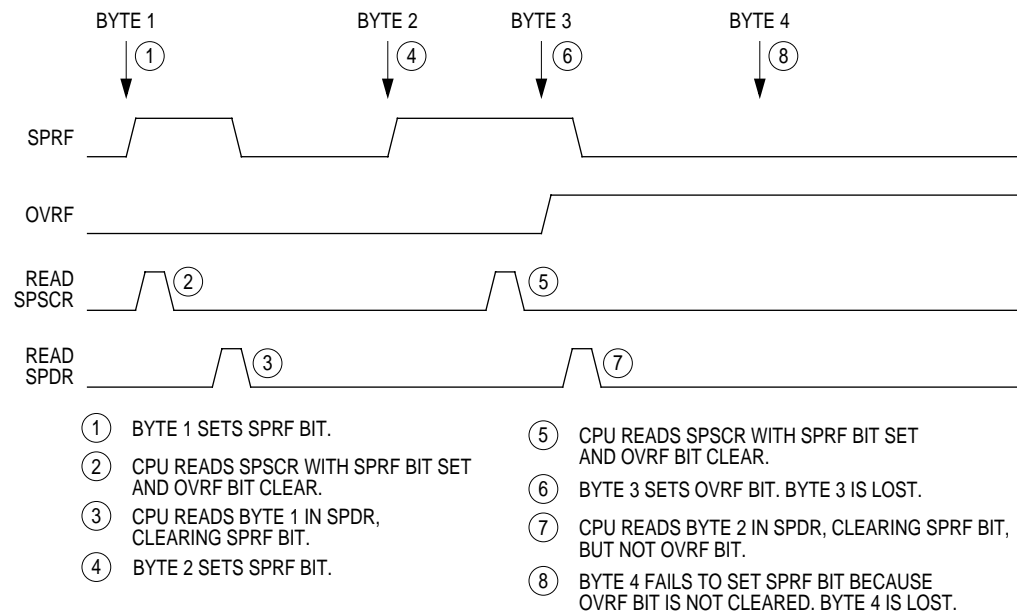 BYTE 1 BYTE 2 BYTE 3 BYTE 4
1 4 6 8
SPRF
OVRF
READ
SPSCR
2 5
READ
SPDR
3 7
1 BYTE 1 SETS SPRF BIT.
2 CPU READS SPSCR WITH SPRF BIT SET
AND OVRF BIT CLEAR.
3 CPU READS BYTE 1 IN SPDR,
CLEARING SPRF BIT.
4 BYTE 2 SETS SPRF BIT.
5 CPU READS SPSCR WITH SPRF BIT SET
AND OVRF BIT CLEAR.
6 BYTE 3 SETS OVRF BIT. BYTE 3 IS LOST.
7 CPU READS BYTE 2 IN SPDR, CLEARING SPRF BIT,
BUT NOT OVRF BIT.
8 BYTE 4 FAILS TO SET SPRF BIT BECAUSE
OVRF BIT IS NOT CLEARED. BYTE 4 IS LOST.